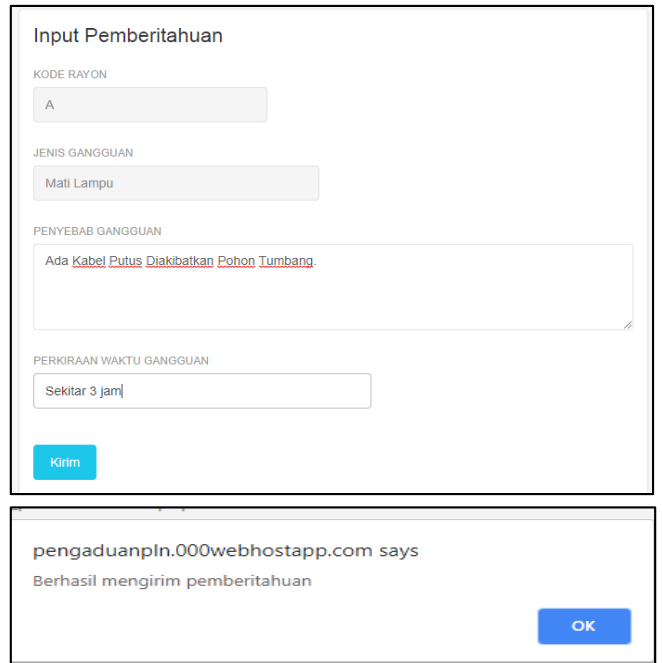 Input Pemberitahuan
KODE RAYON
A
JENIS GANGGUAN
Mati Lampu
PENYEBAB GANGGUAN
Ada Kabel Putus Diakibatkan Pohon Tumbang.
PERKIRAAN WAKTU GANGGUAN
Sekitar 3 jam
Kirim
pengaduanpln.000webhostapp.com says
Berhasil mengirim pemberitahuan
OK